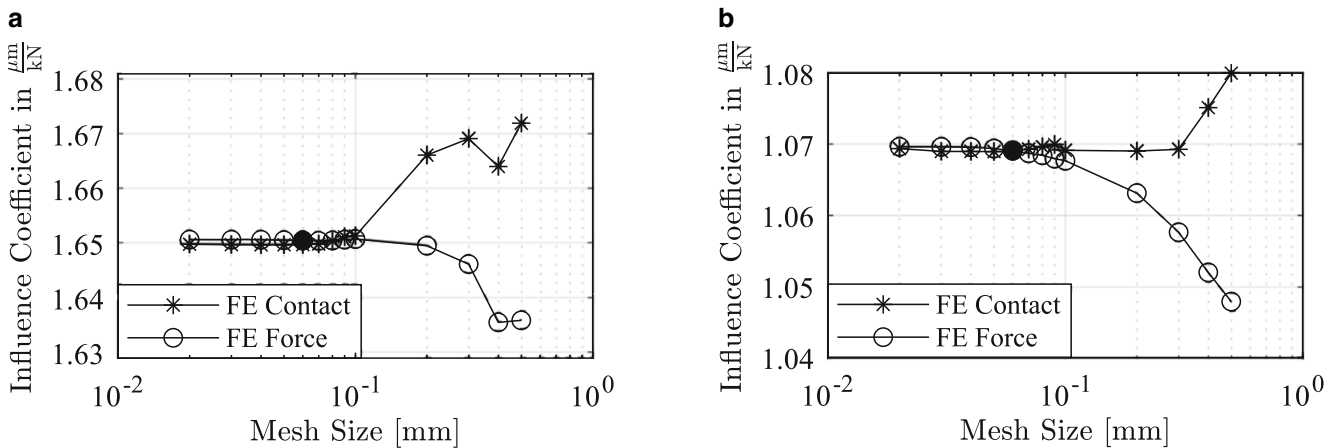 a
Influence Coefficient in μm/kN
1.68
1.67
1.66
1.65
1.64
1.63
FE Contact
FE Force
10^-2
10^-1
10^0
Mesh Size [mm]
b
Influence Coefficient in μm/kN
1.08
1.07
1.06
1.05
1.04
FE Contact
FE Force
10^-2
10^-1
10^0
Mesh Size [mm]